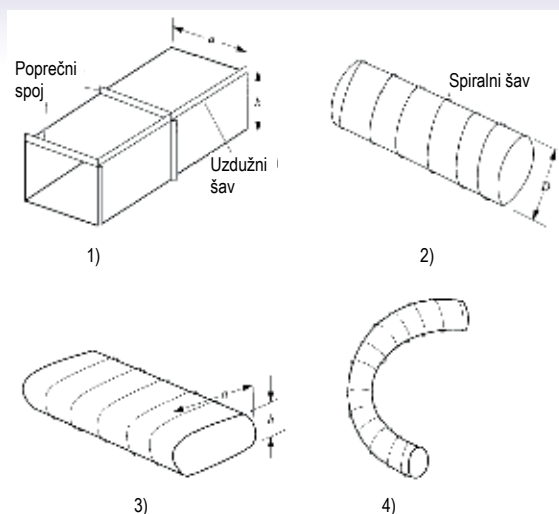 a
Poprečni
spoj
h
Spiralni šav
Uzdužni
šav
D
1)
2)
a
h
3)
4)